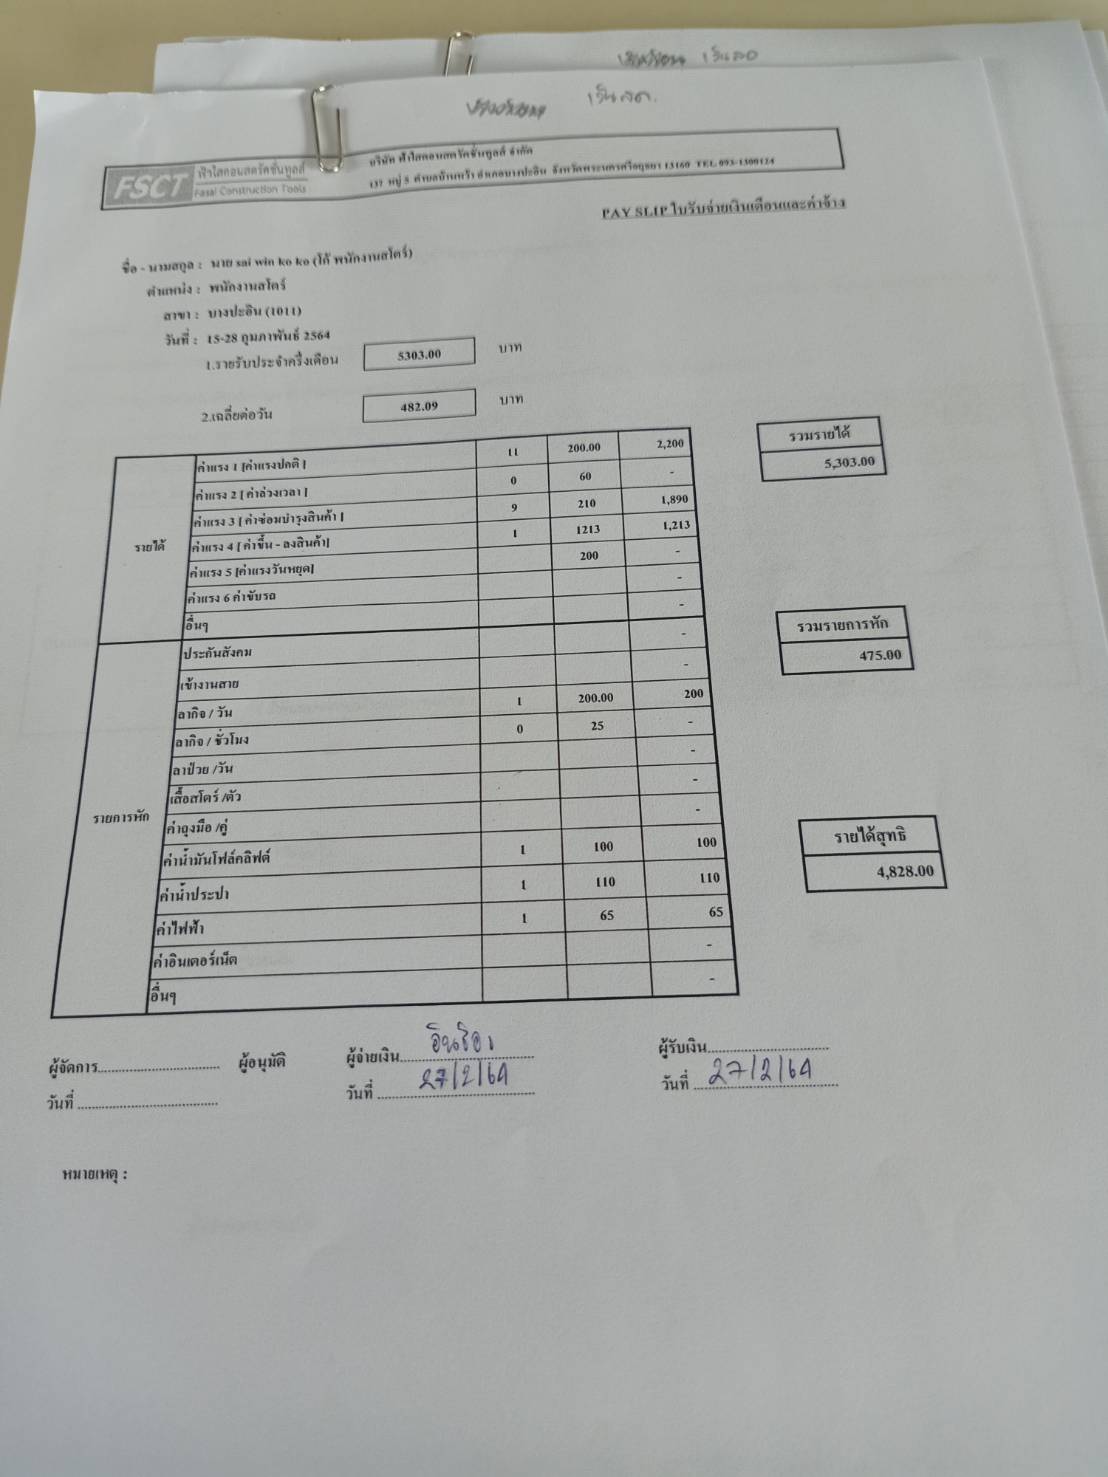 เงินสด
เงินสด.
FSCT ฟ้าใสคอนสตรัคชั่นทูลส์
Fasai Construction Tools
บริษัท ฟ้าใสคอนสตรัคชั่นทูลส์ จำกัด
137 หมู่ 5 ตำบลบ้านหว้า อำเภอบางปะอิน จังหวัดพระนครศรีอยุธยา 13160 TEL 093-1300124
PAY SLIP ใบรับจ่ายเงินเดือนและค่าจ้าง
ชื่อ - นามสกุล : นาย sai win ko ko (โก้ พนักงานสโตร์)
ตำแหน่ง : พนักงานสโตร์
สาขา : บางปะอิน (1011)
วันที่ : 15-28 กุมภาพันธ์ 2564
1.รายรับประจำครึ่งเดือน 5303.00 บาท
2.เฉลี่ยต่อวัน 482.09 บาท
รายได้
ค่าแรง 1 [ค่าแรงปกติ ] 11 200.00 2,200
ค่าแรง 2 [ ค่าล่วงเวลา ] 0 60 -
ค่าแรง 3 [ ค่าซ่อมบำรุงสินค้า ] 9 210 1,890
ค่าแรง 4 [ ค่าขึ้น - ลงสินค้า] 1 1213 1,213
ค่าแรง 5 [ค่าแรงวันหยุด] 200 -
ค่าแรง 6 ค่าขับรถ -
อื่นๆ -
รวมรายได้
5,303.00
รายการหัก
ประกันสังคม -
เข้างานสาย -
ลากิจ / วัน 1 200.00 200
ลากิจ / ชั่วโมง 0 25 -
ลาป่วย /วัน -
เสื้อสโตร์ /ตัว -
ค่าถุงมือ /คู่ -
ค่าน้ำมันโฟล์คลิฟต์ 1 100 100
ค่าน้ำประปา 1 110 110
ค่าไฟฟ้า 1 65 65
ค่าอินเตอร์เน็ต -
อื่นๆ -
รวมรายการหัก
475.00
รายได้สุทธิ
4,828.00
ผู้จัดการ............................ ผู้อนุมัติ ผู้จ่ายเงิน............................ ผู้รับเงิน............................
วันที่ ............................ วันที่ 27/2/64 วันที่ 27/2/64
หมายเหตุ :